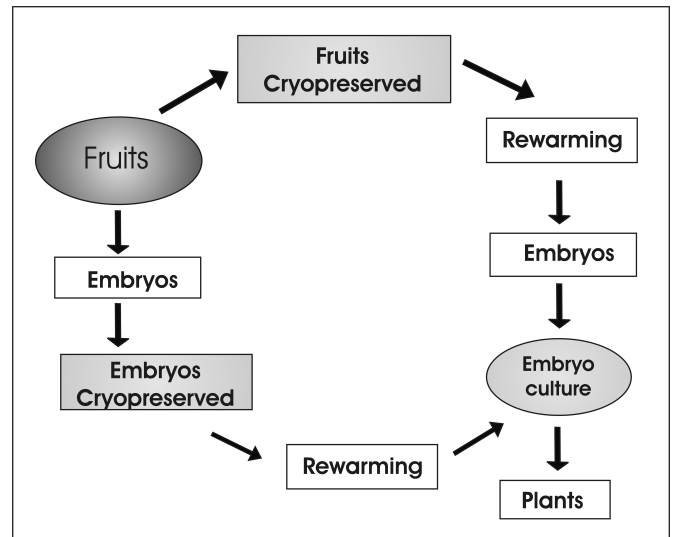 Fruits
Cryopreserved
Rewarming
Fruits
Embryos
Embryos
Embryos
Cryopreserved
Embryo
culture
Rewarming
Plants